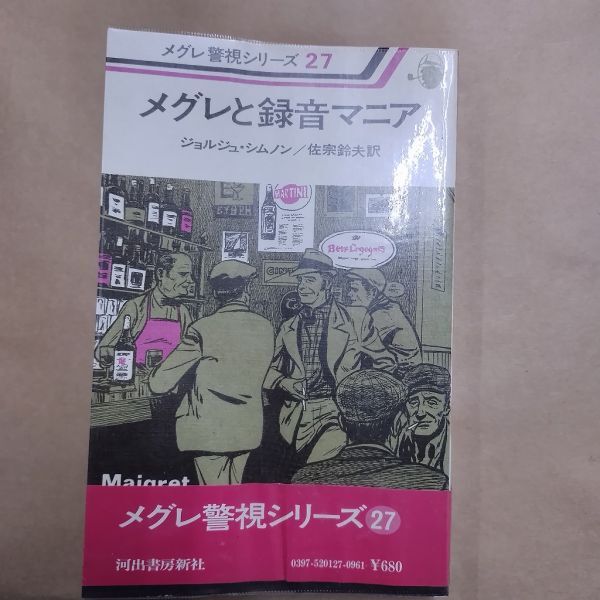 メグレ警視シリーズ 27
メグレと録音マニア
ジョルジュ・シムノン／佐宗鈴夫訳
MARTINI
Maigret
メグレ警視シリーズ 27
河出書房新社
0397-520127-0961 ¥680